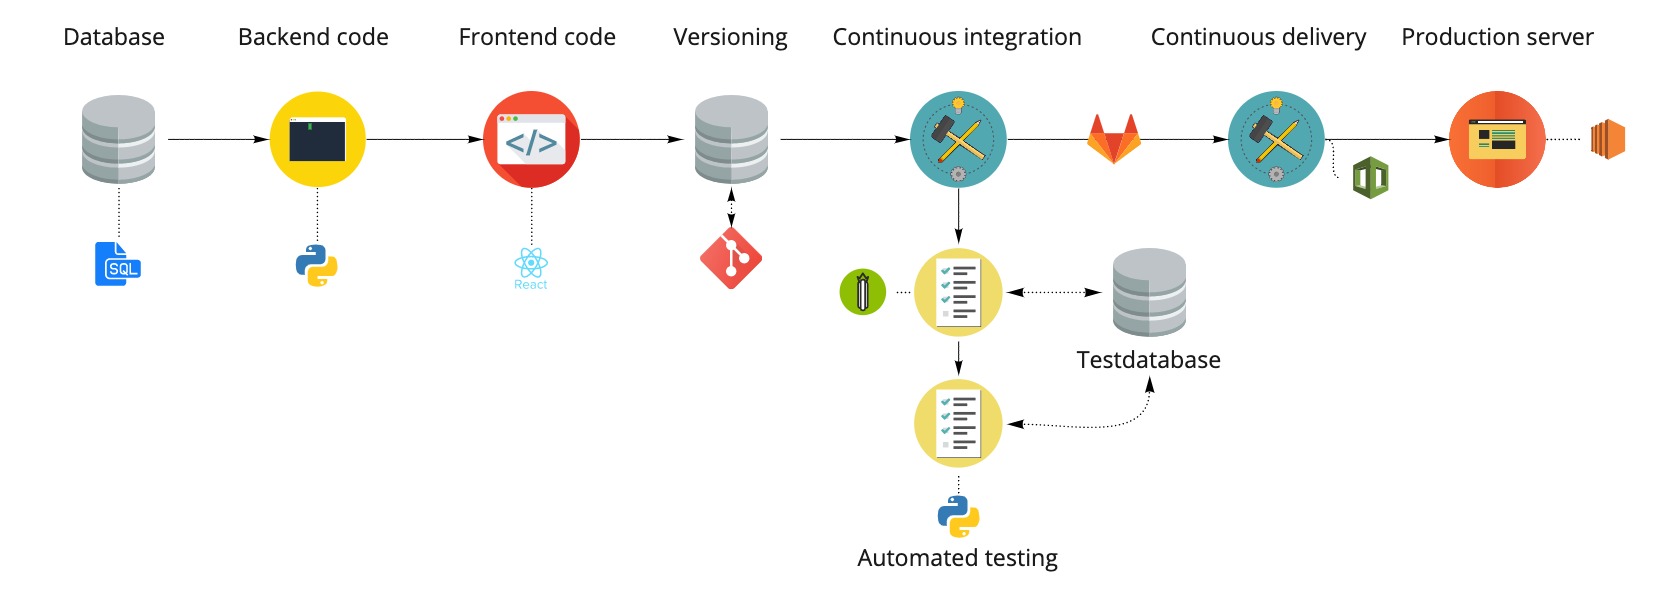 Database
Backend code
Frontend code
Versioning
Continuous integration
Continuous delivery
Production server
</>
SQL
React
Testdatabase
Automated testing